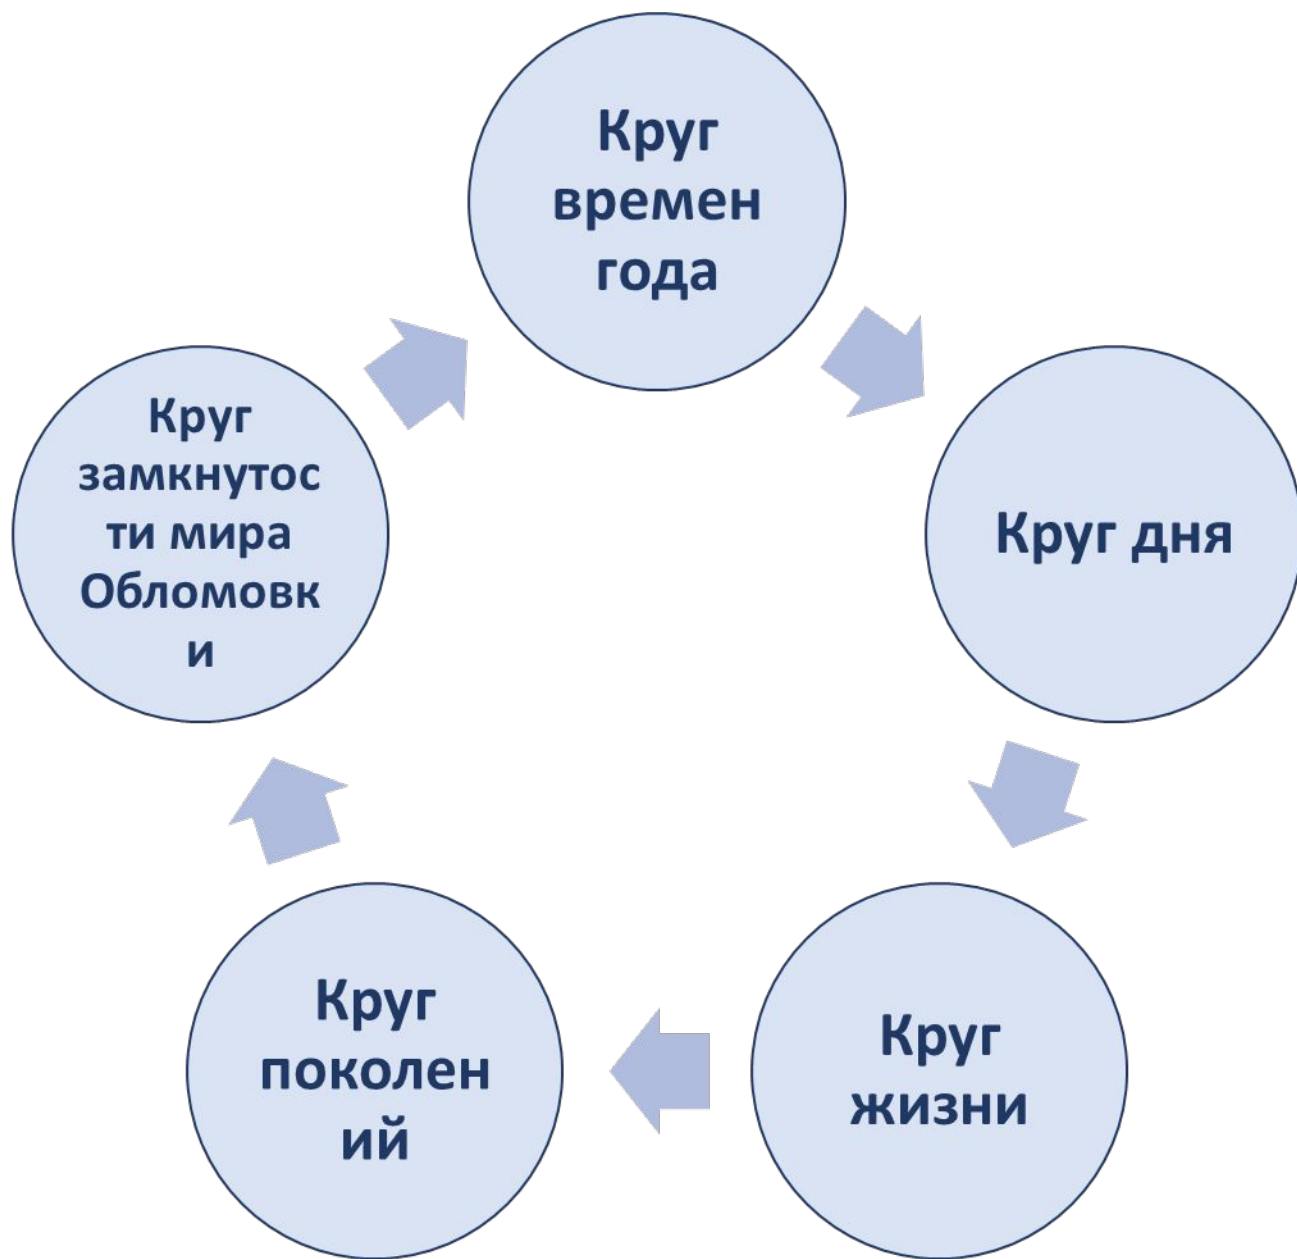 Круг
времен
года
Круг дня
Круг
жизни
Круг
поколен
ий
Круг
замкнутос
ти мира
Обломовк
и